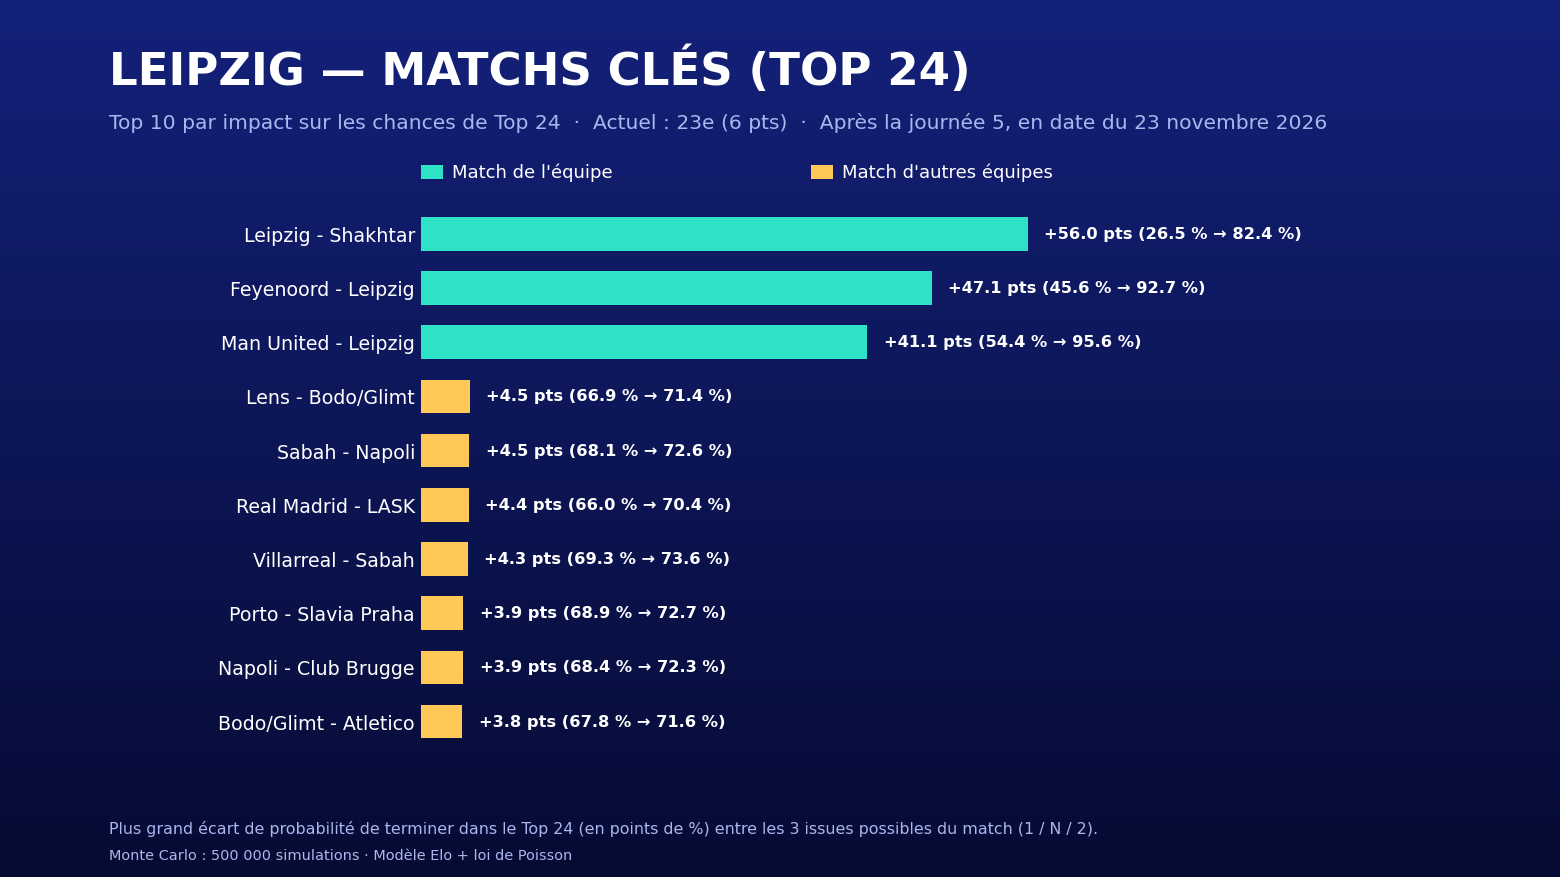 LEIPZIG — MATCHS CLÉS (TOP 24)
Top 10 par impact sur les chances de Top 24 · Actuel : 23e (6 pts) · Après la journée 5, en date du 23 novembre 2026
Match de l'équipe Match d'autres équipes
Leipzig - Shakhtar +56.0 pts (26.5 % → 82.4 %)
Feyenoord - Leipzig +47.1 pts (45.6 % → 92.7 %)
Man United - Leipzig +41.1 pts (54.4 % → 95.6 %)
Lens - Bodo/Glimt +4.5 pts (66.9 % → 71.4 %)
Sabah - Napoli +4.5 pts (68.1 % → 72.6 %)
Real Madrid - LASK +4.4 pts (66.0 % → 70.4 %)
Villarreal - Sabah +4.3 pts (69.3 % → 73.6 %)
Porto - Slavia Praha +3.9 pts (68.9 % → 72.7 %)
Napoli - Club Brugge +3.9 pts (68.4 % → 72.3 %)
Bodo/Glimt - Atletico +3.8 pts (67.8 % → 71.6 %)
Plus grand écart de probabilité de terminer dans le Top 24 (en points de %) entre les 3 issues possibles du match (1 / N / 2).
Monte Carlo : 500 000 simulations · Modèle Elo + loi de Poisson